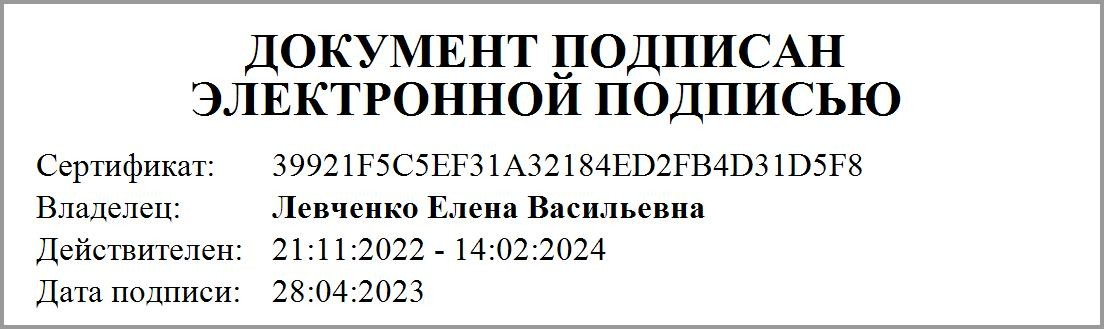 ДОКУМЕНТ ПОДПИСАН
ЭЛЕКТРОННОЙ ПОДПИСЬЮ
Сертификат: 39921F5C5EF31A32184ED2FB4D31D5F8
Владелец: Левченко Елена Васильевна
Действителен: 21:11:2022 - 14:02:2024
Дата подписи: 28:04:2023